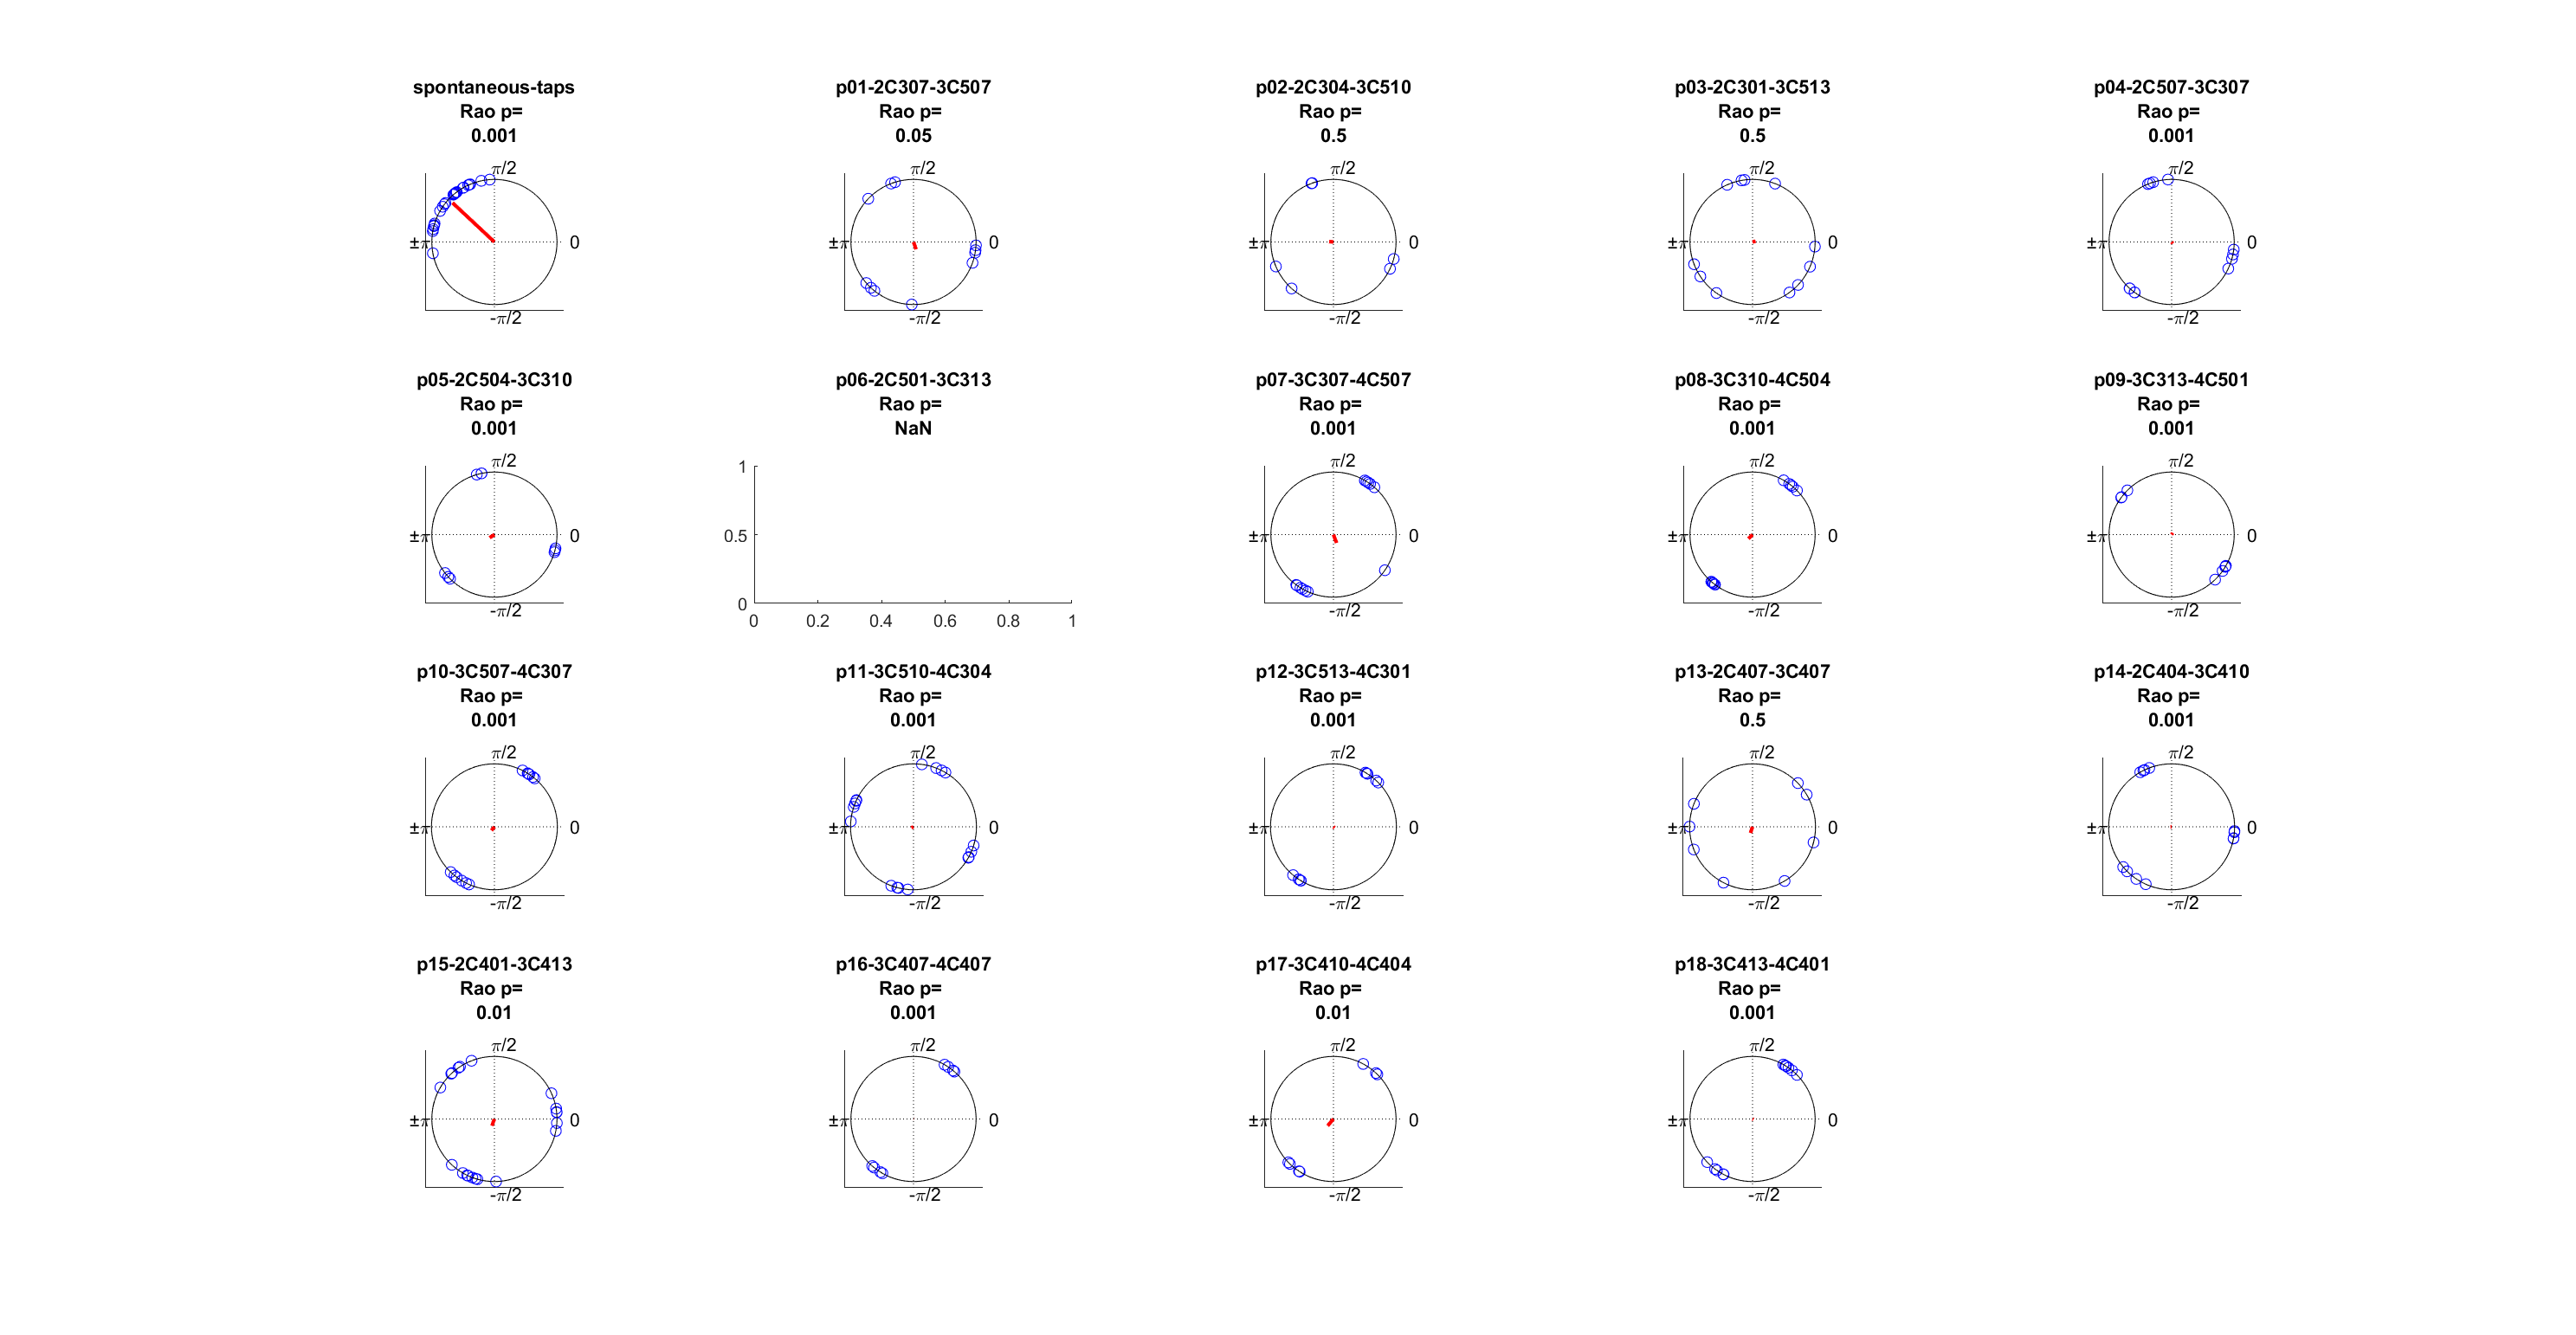 spontaneous-taps
Rao p=
0.001
π/2
±π
0
-π/2
p01-2C307-3C507
Rao p=
0.05
π/2
±π
0
-π/2
p02-2C304-3C510
Rao p=
0.5
π/2
±π
0
-π/2
p03-2C301-3C513
Rao p=
0.5
π/2
±π
0
-π/2
p04-2C507-3C307
Rao p=
0.001
π/2
±π
0
-π/2
p05-2C504-3C310
Rao p=
0.001
π/2
±π
0
-π/2
p06-2C501-3C313
Rao p=
NaN
1
0.5
0
0 0.2 0.4 0.6 0.8 1
p07-3C307-4C507
Rao p=
0.001
π/2
±π
0
-π/2
p08-3C310-4C504
Rao p=
0.001
π/2
±π
0
-π/2
p09-3C313-4C501
Rao p=
0.001
π/2
±π
0
-π/2
p10-3C507-4C307
Rao p=
0.001
π/2
±π
0
-π/2
p11-3C510-4C304
Rao p=
0.001
π/2
±π
0
-π/2
p12-3C513-4C301
Rao p=
0.001
π/2
±π
0
-π/2
p13-2C407-3C407
Rao p=
0.5
π/2
±π
0
-π/2
p14-2C404-3C410
Rao p=
0.001
π/2
±π
0
-π/2
p15-2C401-3C413
Rao p=
0.01
π/2
±π
0
-π/2
p16-3C407-4C407
Rao p=
0.001
π/2
±π
0
-π/2
p17-3C410-4C404
Rao p=
0.01
π/2
±π
0
-π/2
p18-3C413-4C401
Rao p=
0.001
π/2
±π
0
-π/2